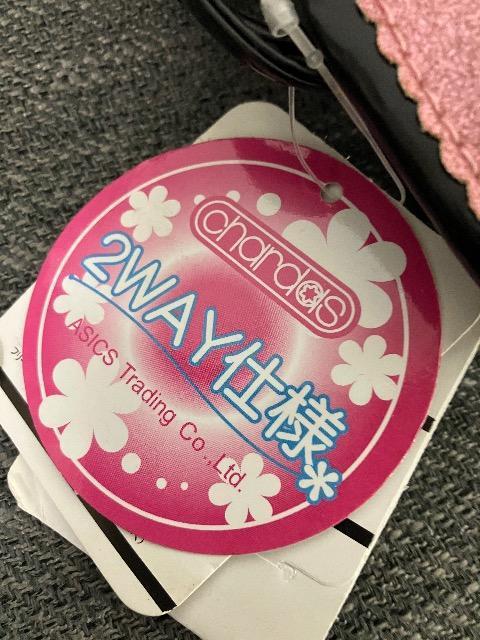 chardas
2WAY仕様
ASICS Trading Co.,Ltd.